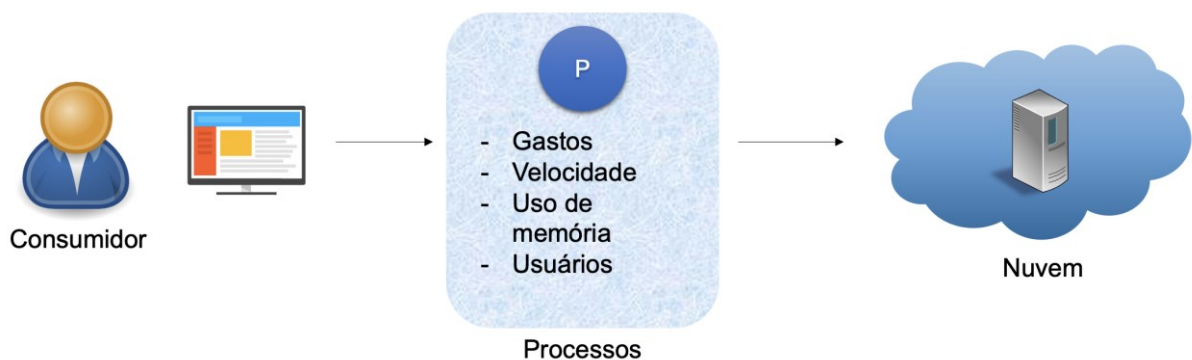 Consumidor
P
- Gastos
- Velocidade
- Uso de
memória
- Usuários
Processos
Nuvem